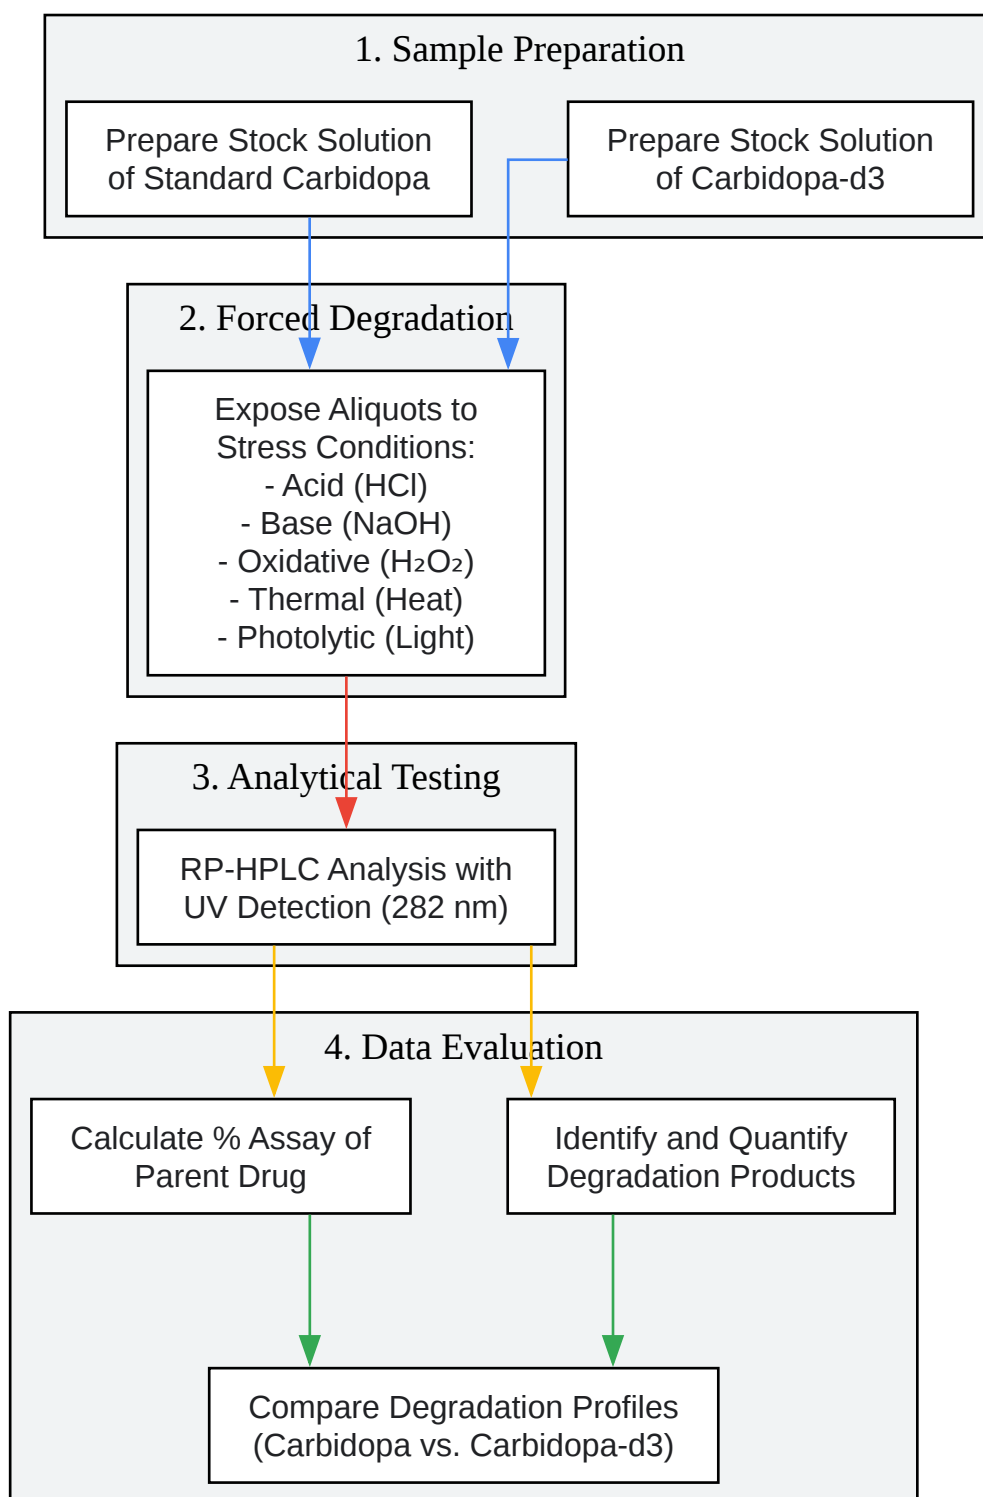 1. Sample Preparation
Prepare Stock Solution
of Standard Carbidopa
Prepare Stock Solution
of Carbidopa-d3
2. Forced Degradation
Expose Aliquots to
Stress Conditions:
- Acid (HCl)
- Base (NaOH)
- Oxidative (H₂O₂)
- Thermal (Heat)
- Photolytic (Light)
3. Analytical Testing
RP-HPLC Analysis with
UV Detection (282 nm)
4. Data Evaluation
Calculate % Assay of
Parent Drug
Identify and Quantify
Degradation Products
Compare Degradation Profiles
(Carbidopa vs. Carbidopa-d3)